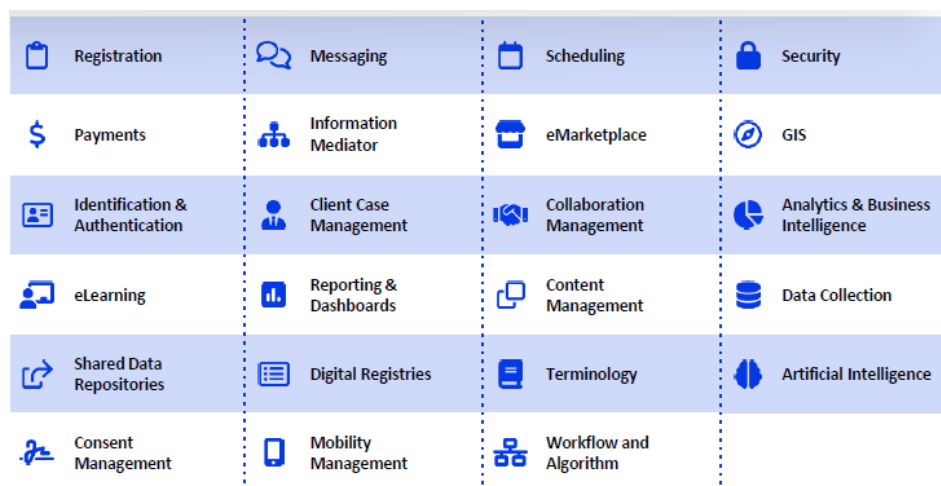 Registration
Messaging
Scheduling
Security
Payments
Information
Mediator
eMarketplace
GIS
Identification &
Authentication
Client Case
Management
Collaboration
Management
Analytics & Business
Intelligence
eLearning
Reporting &
Dashboards
Content
Management
Data Collection
Shared Data
Repositories
Digital Registries
Terminology
Artificial Intelligence
Consent
Management
Mobility
Management
Workflow and
Algorithm